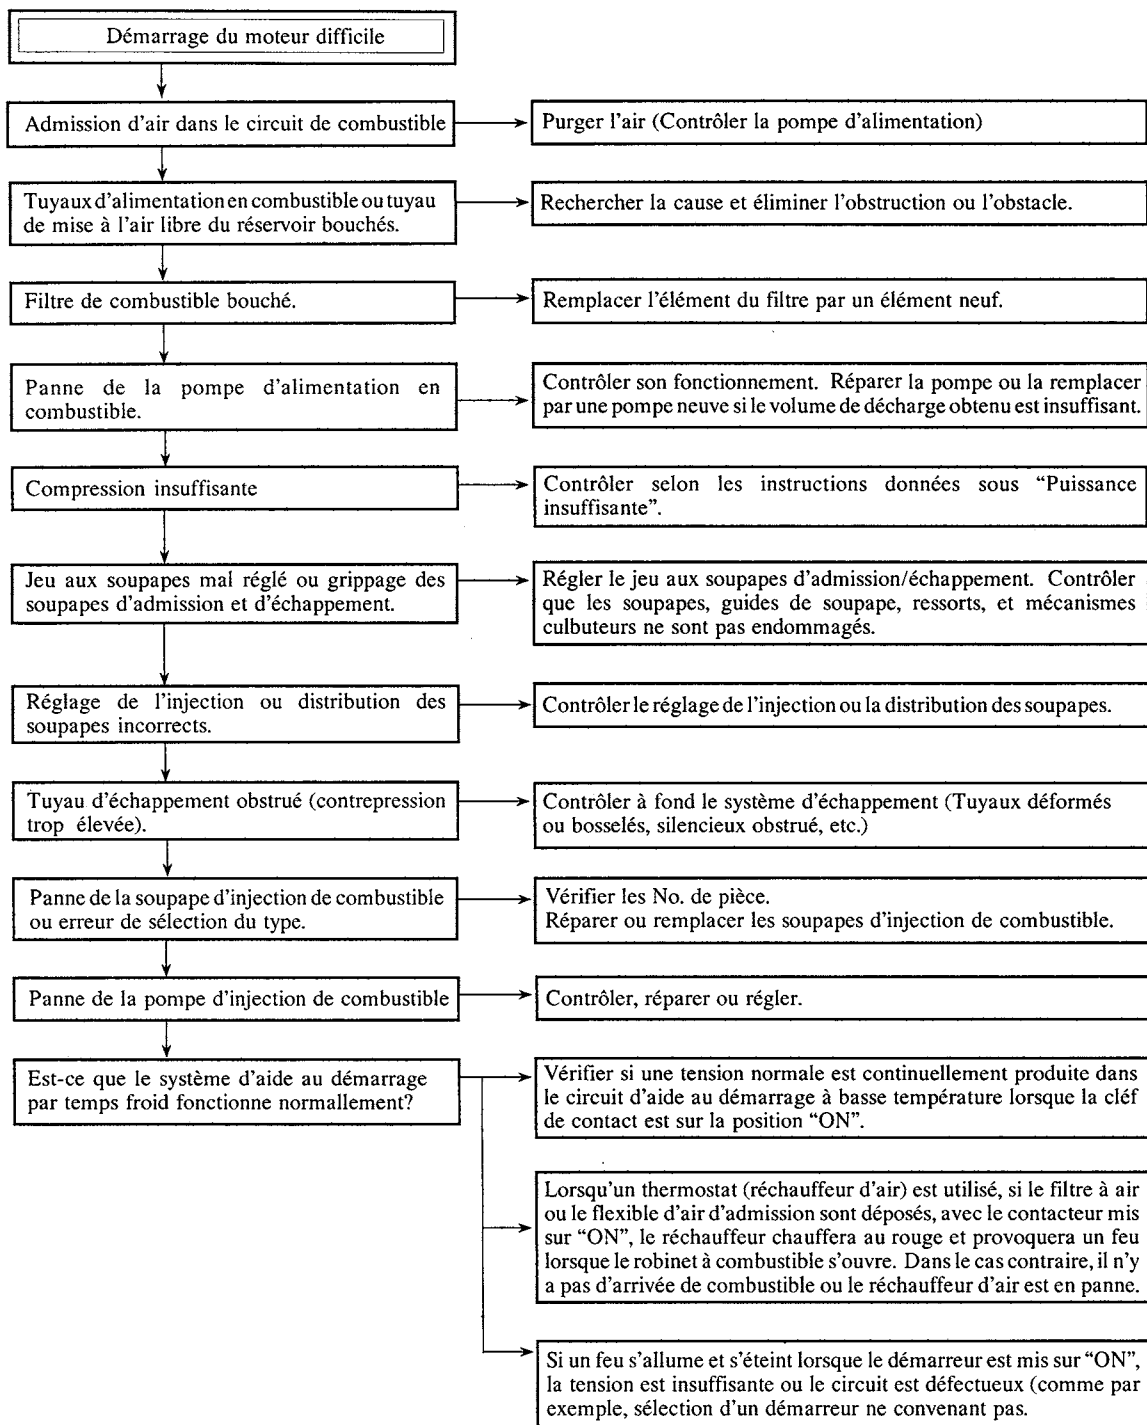 Démarrage du moteur difficile
Admission d'air dans le circuit de combustible
Purger l'air (Contrôler la pompe d'alimentation)
Tuyaux d'alimentation en combustible ou tuyau
de mise à l'air libre du réservoir bouchés.
Rechercher la cause et éliminer l'obstruction ou l'obstacle.
Filtre de combustible bouché.
Remplacer l'élément du filtre par un élément neuf.
Panne de la pompe d'alimentation en
combustible.
Contrôler son fonctionnement. Réparer la pompe ou la remplacer
par une pompe neuve si le volume de décharge obtenu est insuffisant.
Compression insuffisante
Contrôler selon les instructions données sous “Puissance
insuffisante”.
Jeu aux soupapes mal réglé ou grippage des
soupapes d'admission et d'échappement.
Régler le jeu aux soupapes d'admission/échappement. Contrôler
que les soupapes, guides de soupape, ressorts, et mécanismes
culbuteurs ne sont pas endommagés.
Réglage de l'injection ou distribution des
soupapes incorrects.
Contrôler le réglage de l'injection ou la distribution des soupapes.
Tuyau d'échappement obstrué (contrepression
trop élevée).
Contrôler à fond le système d'échappement (Tuyaux déformés
ou bosselés, silencieux obstrué, etc.)
Panne de la soupape d'injection de combustible
ou erreur de sélection du type.
Vérifier les No. de pièce.
Réparer ou remplacer les soupapes d'injection de combustible.
Panne de la pompe d'injection de combustible
Contrôler, réparer ou régler.
Est-ce que le système d'aide au démarrage
par temps froid fonctionne normallement?
Vérifier si une tension normale est continuellement produite dans
le circuit d'aide au démarrage à basse température lorsque la cléf
de contact est sur la position “ON”.
Lorsqu'un thermostat (réchauffeur d'air) est utilisé, si le filtre à air
ou le flexible d'air d'admission sont déposés, avec le contacteur mis
sur “ON”, le réchauffeur chauffera au rouge et provoquera un feu
lorsque le robinet à combustible s'ouvre. Dans le cas contraire, il n'y
a pas d'arrivée de combustible ou le réchauffeur d'air est en panne.
Si un feu s'allume et s'éteint lorsque le démarreur est mis sur “ON”,
la tension est insuffisante ou le circuit est défectueux (comme par
exemple, sélection d'un démarreur ne convenant pas.